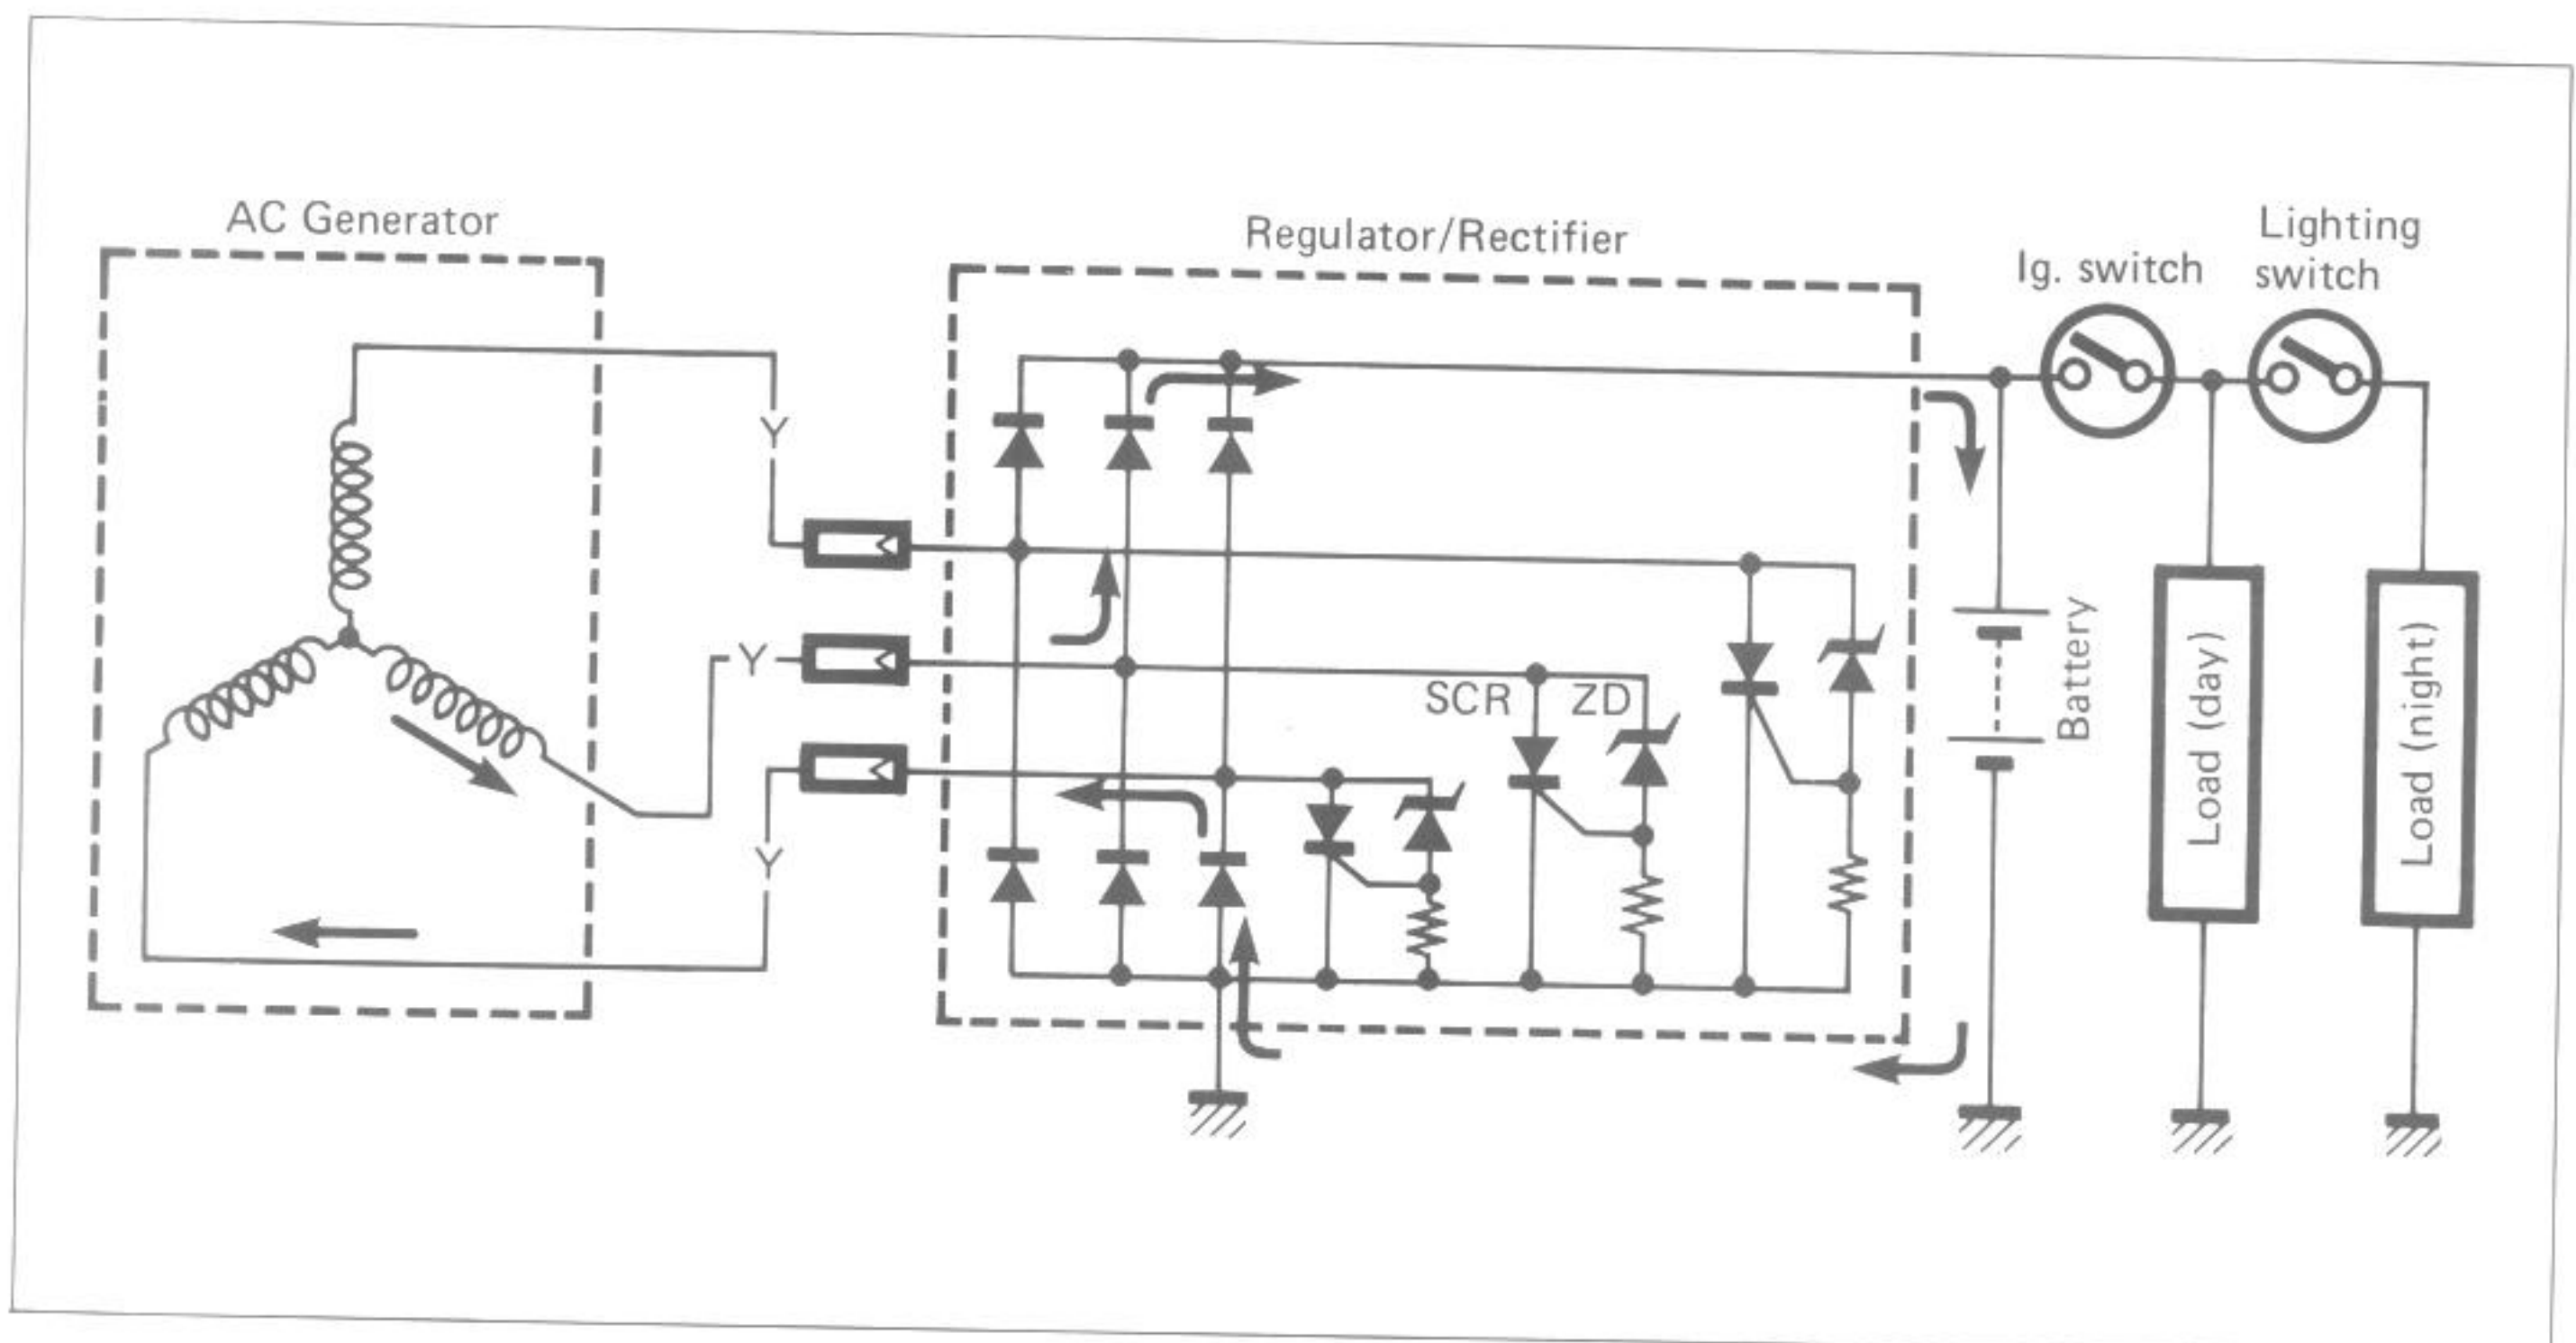 AC Generator
Regulator/Rectifier
Ig. switch
Lighting
switch
Y
Y
Y
SCR
ZD
Battery
Load (day)
Load (night)